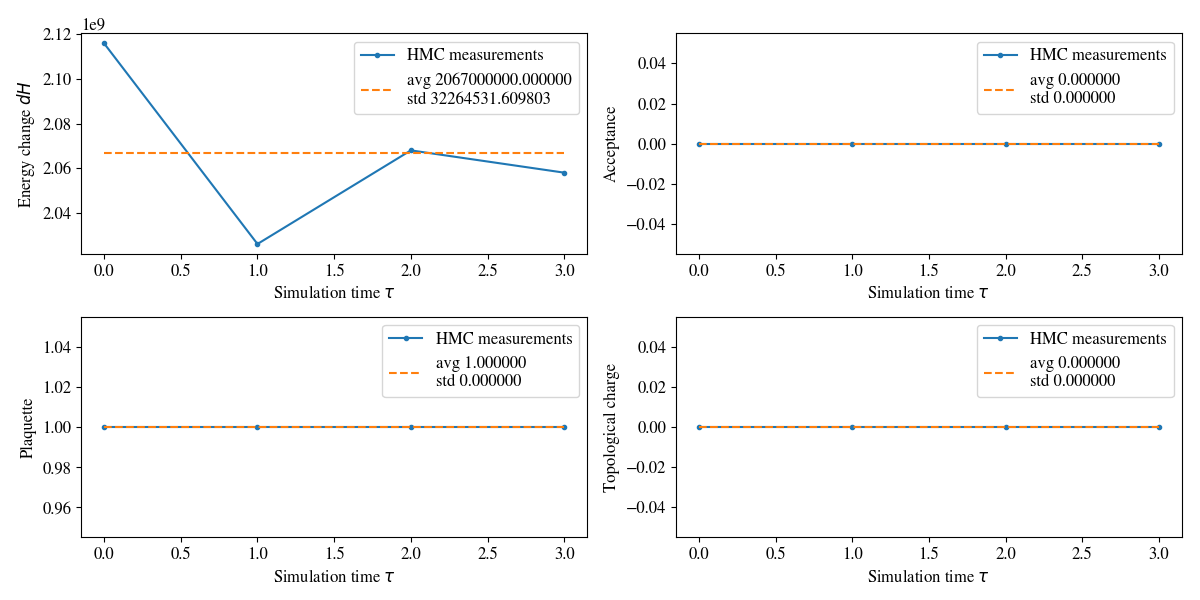 1e9
2.12
2.10
2.08
2.06
2.04
Energy change dH
HMC measurements
avg 2067000000.000000
std 32264531.609803
0.0 0.5 1.0 1.5 2.0 2.5 3.0
Simulation time τ
0.04
0.02
0.00
−0.02
−0.04
Acceptance
HMC measurements
avg 0.000000
std 0.000000
0.0 0.5 1.0 1.5 2.0 2.5 3.0
Simulation time τ
1.04
1.02
1.00
0.98
0.96
Plaquette
HMC measurements
avg 1.000000
std 0.000000
0.0 0.5 1.0 1.5 2.0 2.5 3.0
Simulation time τ
0.04
0.02
0.00
−0.02
−0.04
Topological charge
HMC measurements
avg 0.000000
std 0.000000
0.0 0.5 1.0 1.5 2.0 2.5 3.0
Simulation time τ